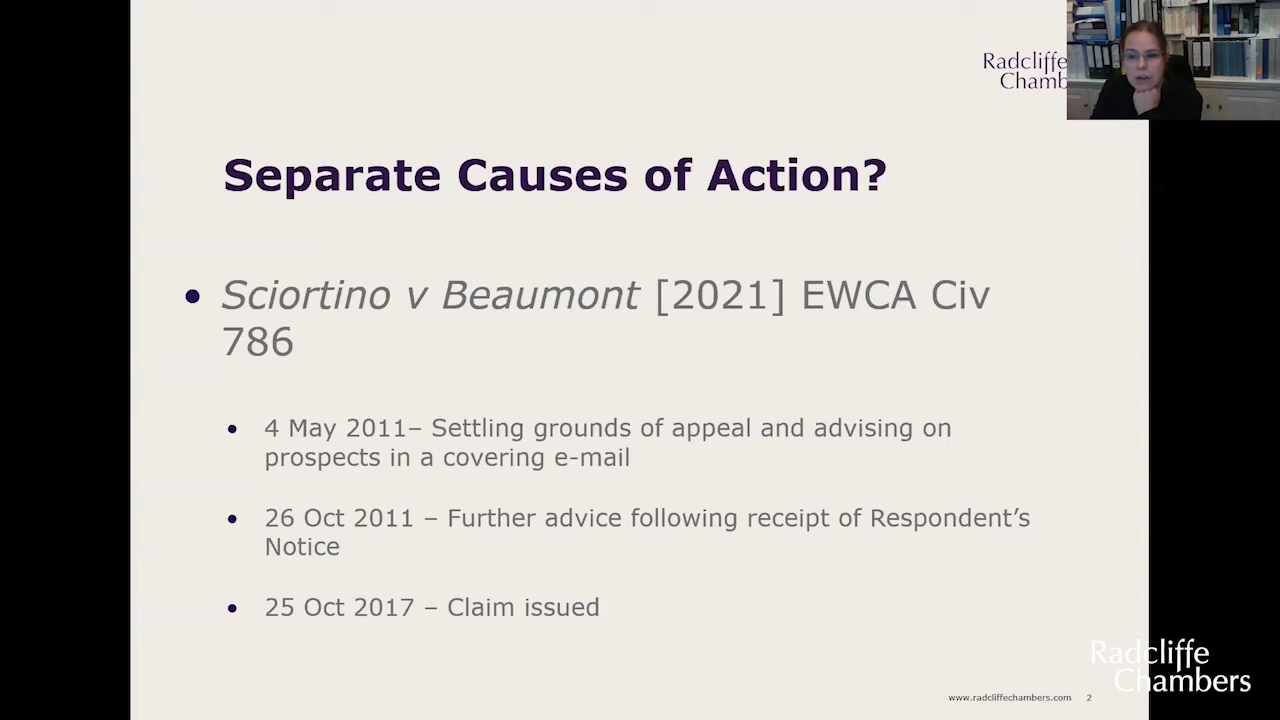 Radcliffe
Chamb
Separate Causes of Action?
• Sciortino v Beaumont [2021] EWCA Civ
786
• 4 May 2011– Settling grounds of appeal and advising on
prospects in a covering e-mail
• 26 Oct 2011 – Further advice following receipt of Respondent’s
Notice
• 25 Oct 2017 – Claim issued
Radcliffe
Chambers
www.radcliffechambers.com 2